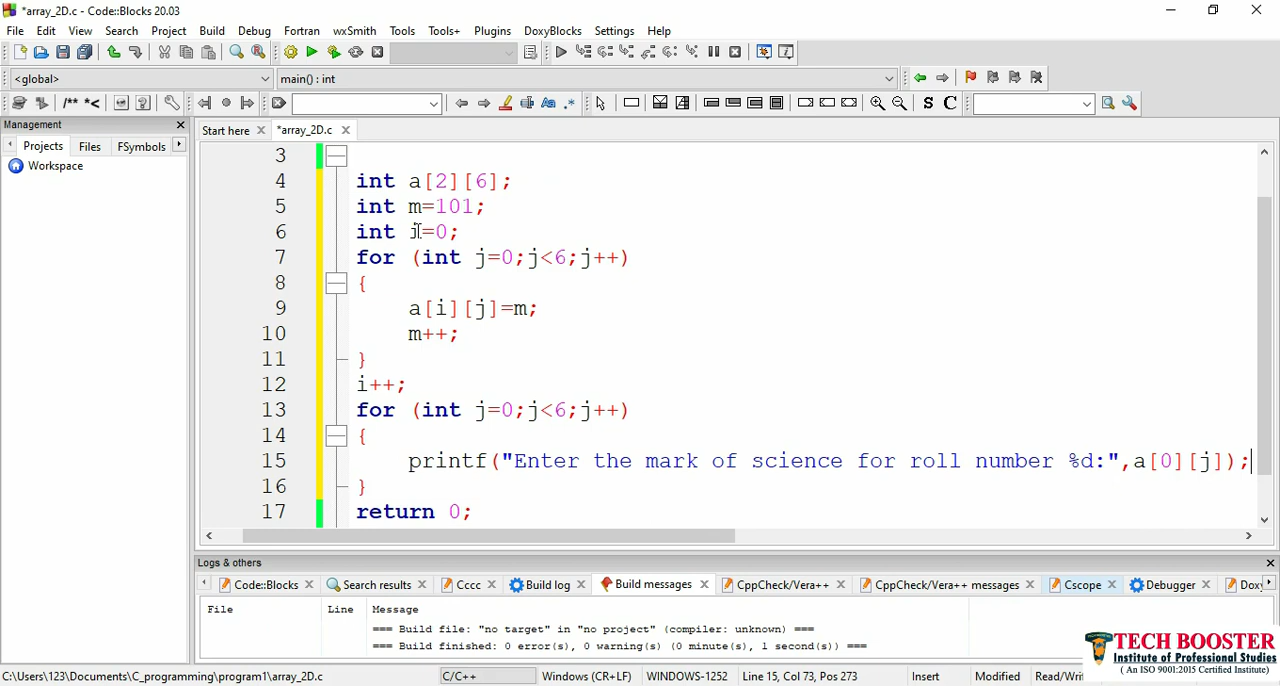 *array_2D.c - Code::Blocks 20.03
File Edit View Search Project Build Debug Fortran wxSmith Tools Tools+ Plugins DoxyBlocks Settings Help
<global> main() : int
/** *< S C
Management
Start here *array_2D.c
Projects Files FSymbols
Workspace
3
4 int a[2][6];
5 int m=101;
6 int i=0;
7 for (int j=0;j<6;j++)
8 {
9 a[i][j]=m;
10 m++;
11 }
12 i++;
13 for (int j=0;j<6;j++)
14 {
15 printf("Enter the mark of science for roll number %d:",a[0][j]);
16 }
17 return 0;
Logs & others
Code::Blocks Search results Cccc Build log Build messages CppCheck/Vera++ CppCheck/Vera++ messages Cscope Debugger Doxy
File Line Message
=== Build file: "no target" in "no project" (compiler: unknown) ===
=== Build finished: 0 error(s), 0 warning(s) (0 minute(s), 1 second(s)) ===
TECH BOOSTER
Institute of Professional Studies
( An ISO 9001:2015 Certified Institute)
C:\Users\123\Documents\C_programming\program1\array_2D.c C/C++ Windows (CR+LF) WINDOWS-1252 Line 15, Col 73, Pos 273 Insert Modified Read/Wri